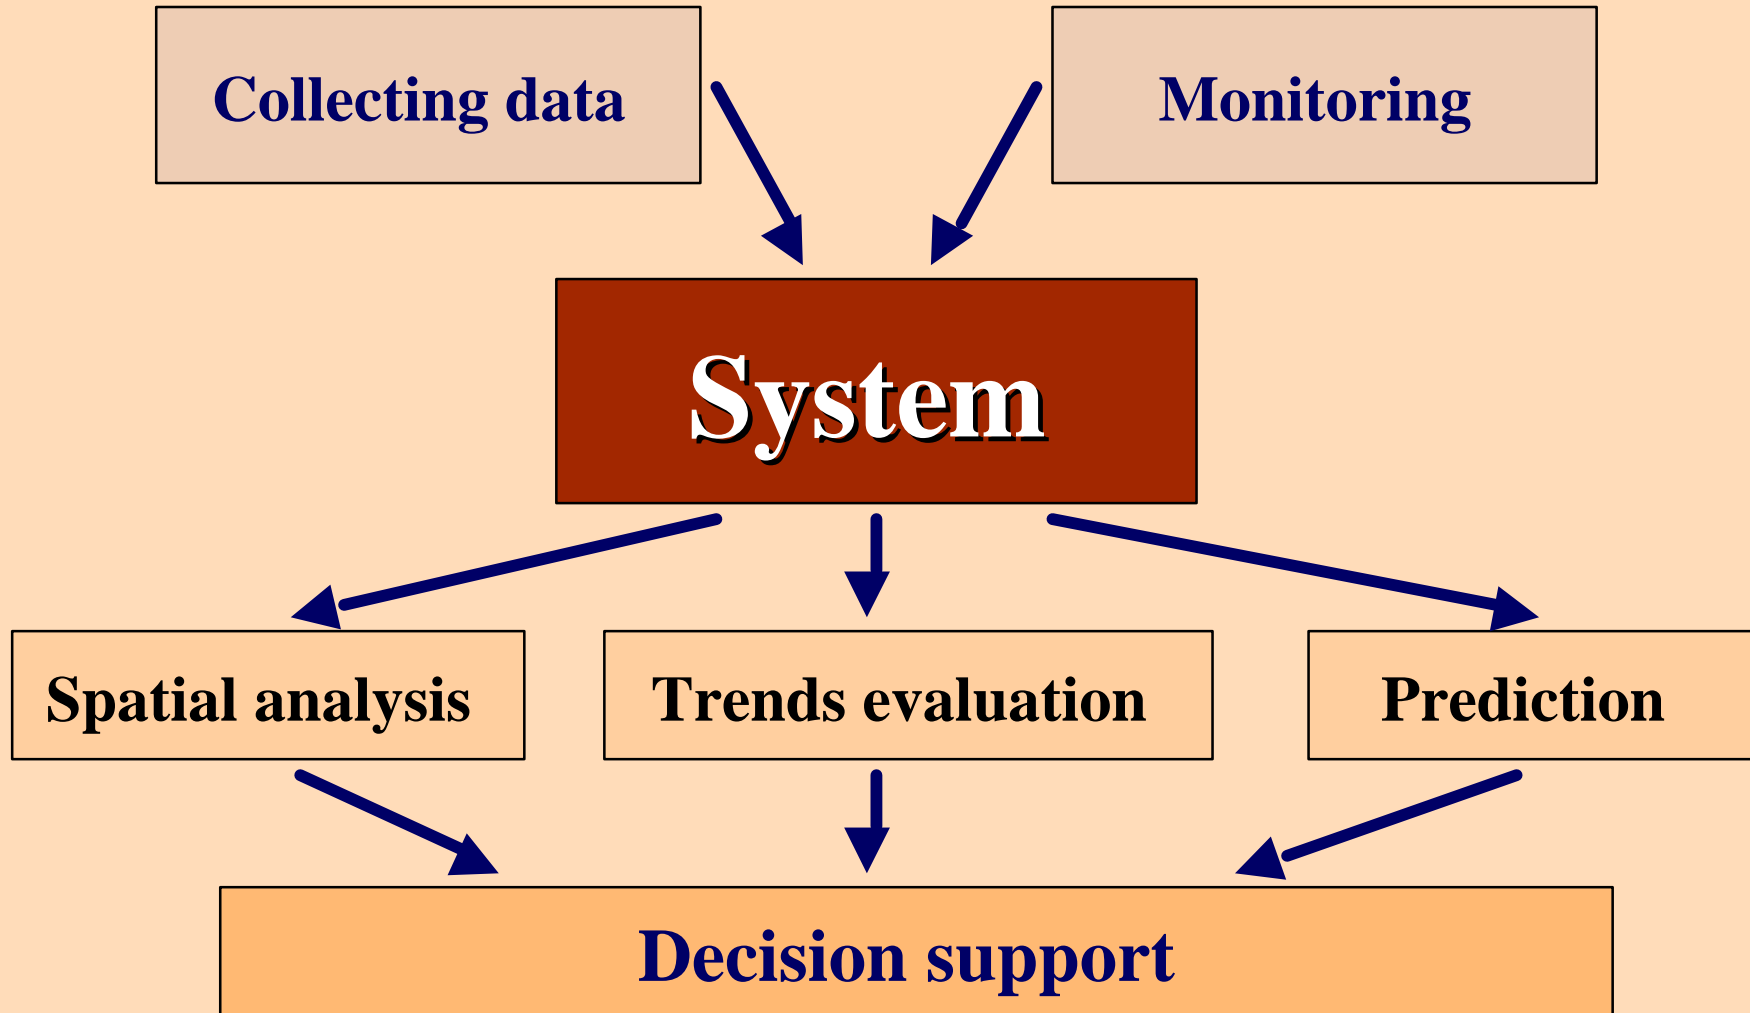 Collecting data
Monitoring
System
Spatial analysis
Trends evaluation
Prediction
Decision support